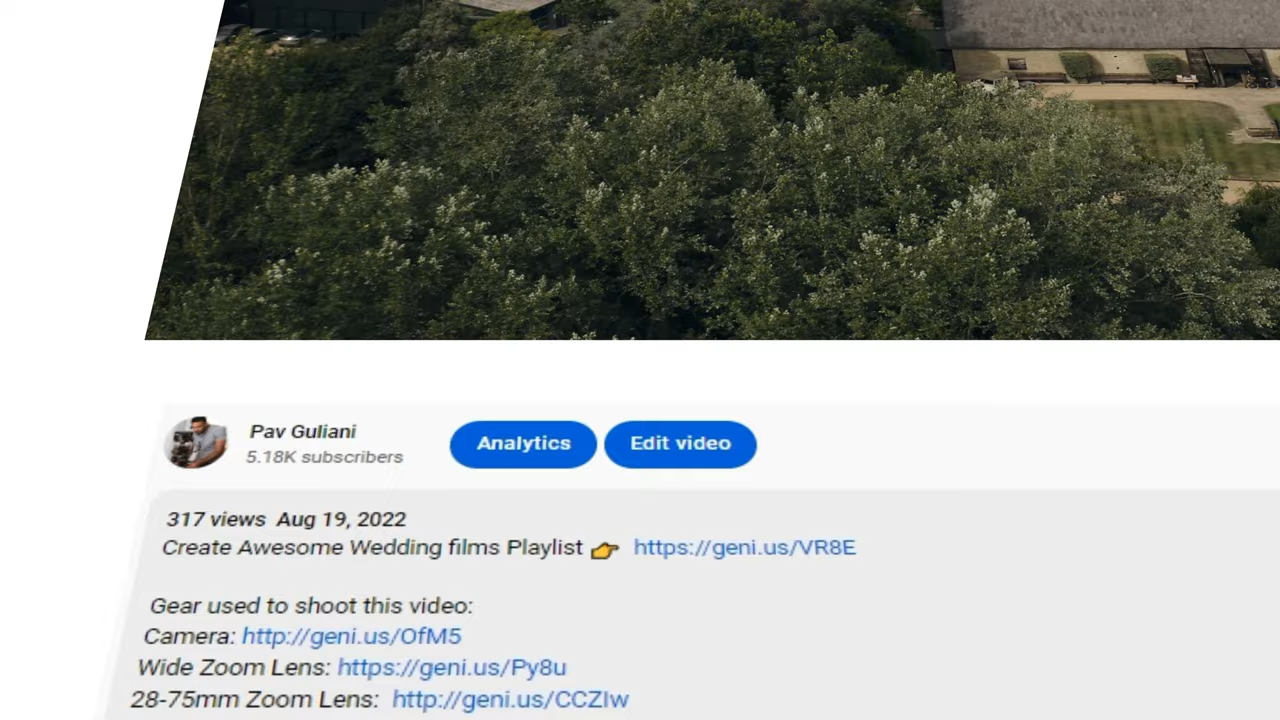 Pav Guliani
5.18K subscribers
Analytics
Edit video
317 views Aug 19, 2022
Create Awesome Wedding films Playlist 👉 https://geni.us/VR8E
Gear used to shoot this video:
Camera: http://geni.us/OfM5
Wide Zoom Lens: https://geni.us/Py8u
28-75mm Zoom Lens: http://geni.us/CCZIw